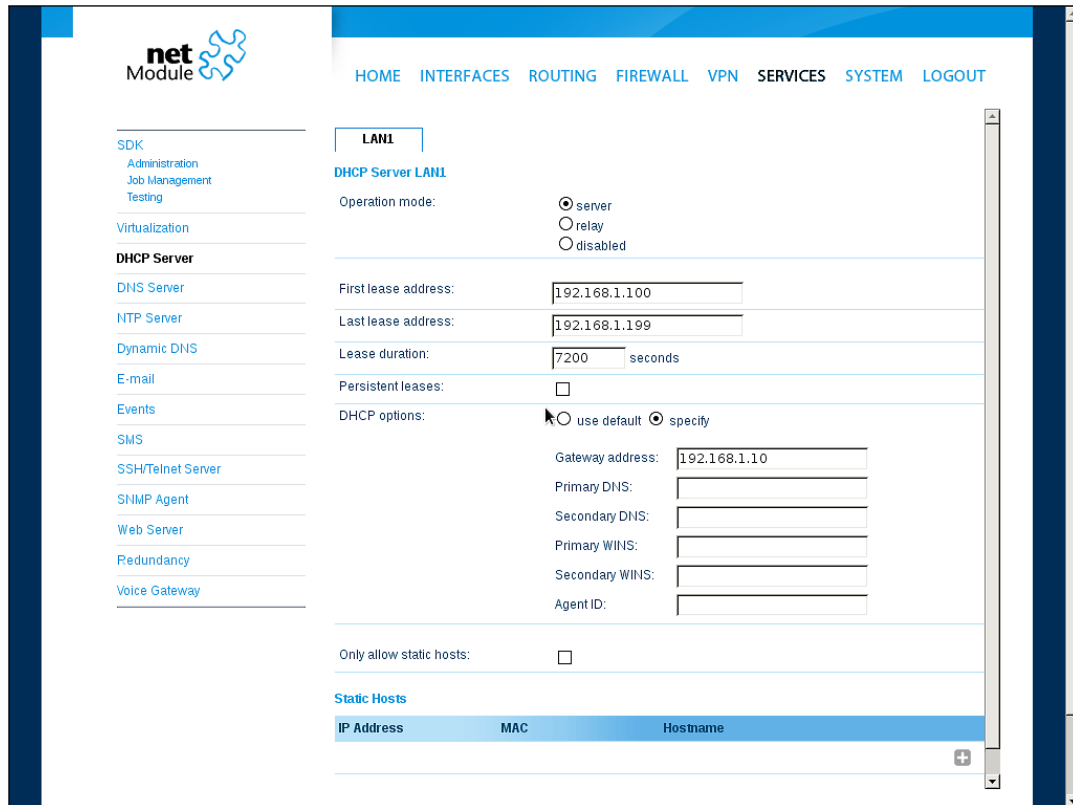 net
Module
HOME INTERFACES ROUTING FIREWALL VPN SERVICES SYSTEM LOGOUT
SDK
Administration
Job Management
Testing
Virtualization
DHCP Server
DNS Server
NTP Server
Dynamic DNS
E-mail
Events
SMS
SSH/Telnet Server
SNMP Agent
Web Server
Redundancy
Voice Gateway
LAN1
DHCP Server LAN1
Operation mode: server
relay
disabled
First lease address: 192.168.1.100
Last lease address: 192.168.1.199
Lease duration: 7200 seconds
Persistent leases:
DHCP options: use default specify
Gateway address: 192.168.1.10
Primary DNS:
Secondary DNS:
Primary WINS:
Secondary WINS:
Agent ID:
Only allow static hosts:
Static Hosts
IP Address MAC Hostname